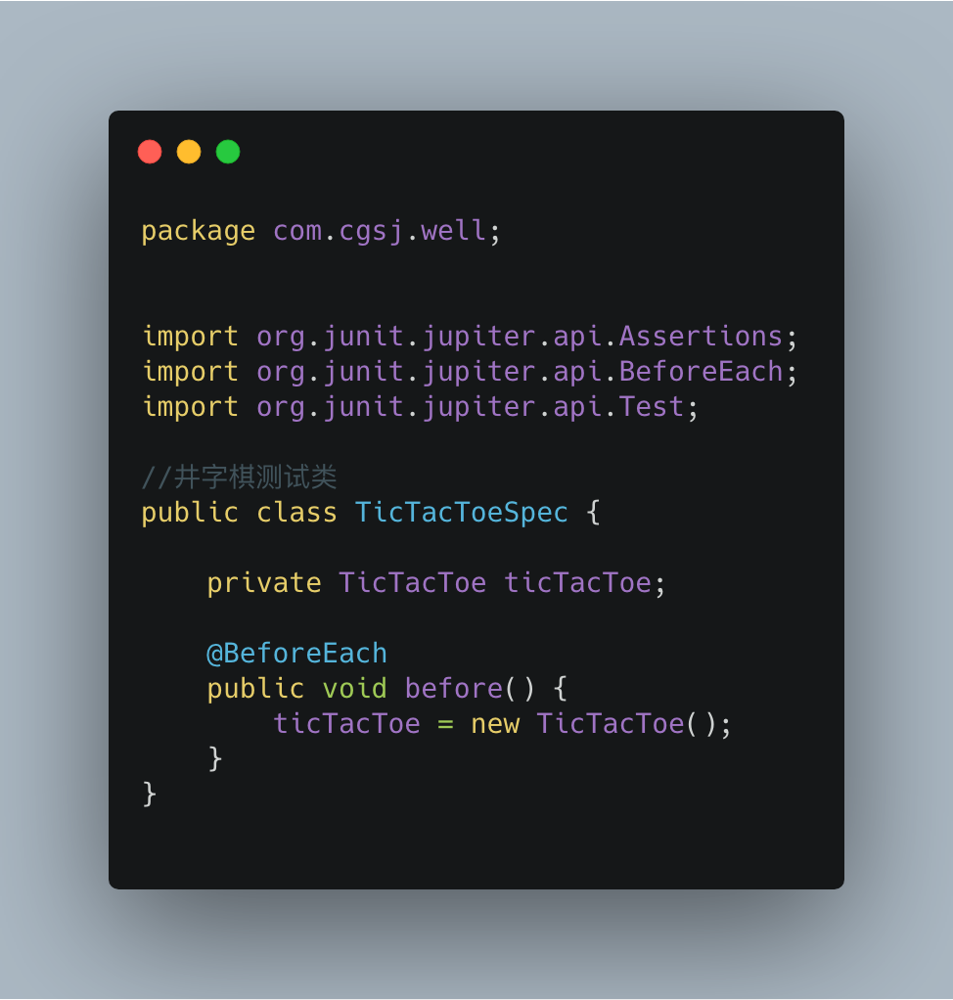 package com.cgsj.well;
import org.junit.jupiter.api.Assertions;
import org.junit.jupiter.api.BeforeEach;
import org.junit.jupiter.api.Test;
//井字棋测试类
public class TicTacToeSpec {
    private TicTacToe ticTacToe;
    @BeforeEach
    public void before() {
        ticTacToe = new TicTacToe();
    }
}